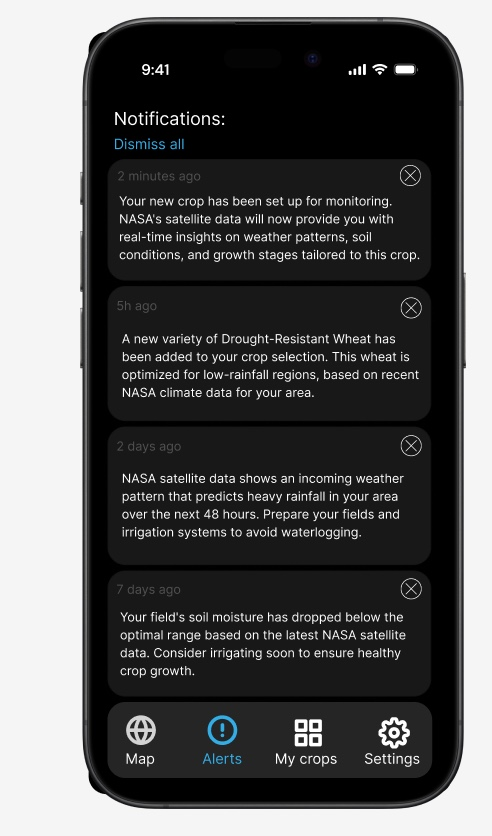 9:41
Notifications:
Dismiss all
2 minutes ago
Your new crop has been set up for monitoring.
NASA's satellite data will now provide you with
real-time insights on weather patterns, soil
conditions, and growth stages tailored to this crop.
5h ago
A new variety of Drought-Resistant Wheat has
been added to your crop selection. This wheat is
optimized for low-rainfall regions, based on recent
NASA climate data for your area.
2 days ago
NASA satellite data shows an incoming weather
pattern that predicts heavy rainfall in your area
over the next 48 hours. Prepare your fields and
irrigation systems to avoid waterlogging.
7 days ago
Your field's soil moisture has dropped below the
optimal range based on the latest NASA satellite
data. Consider irrigating soon to ensure healthy
crop growth.
Map Alerts My crops Settings